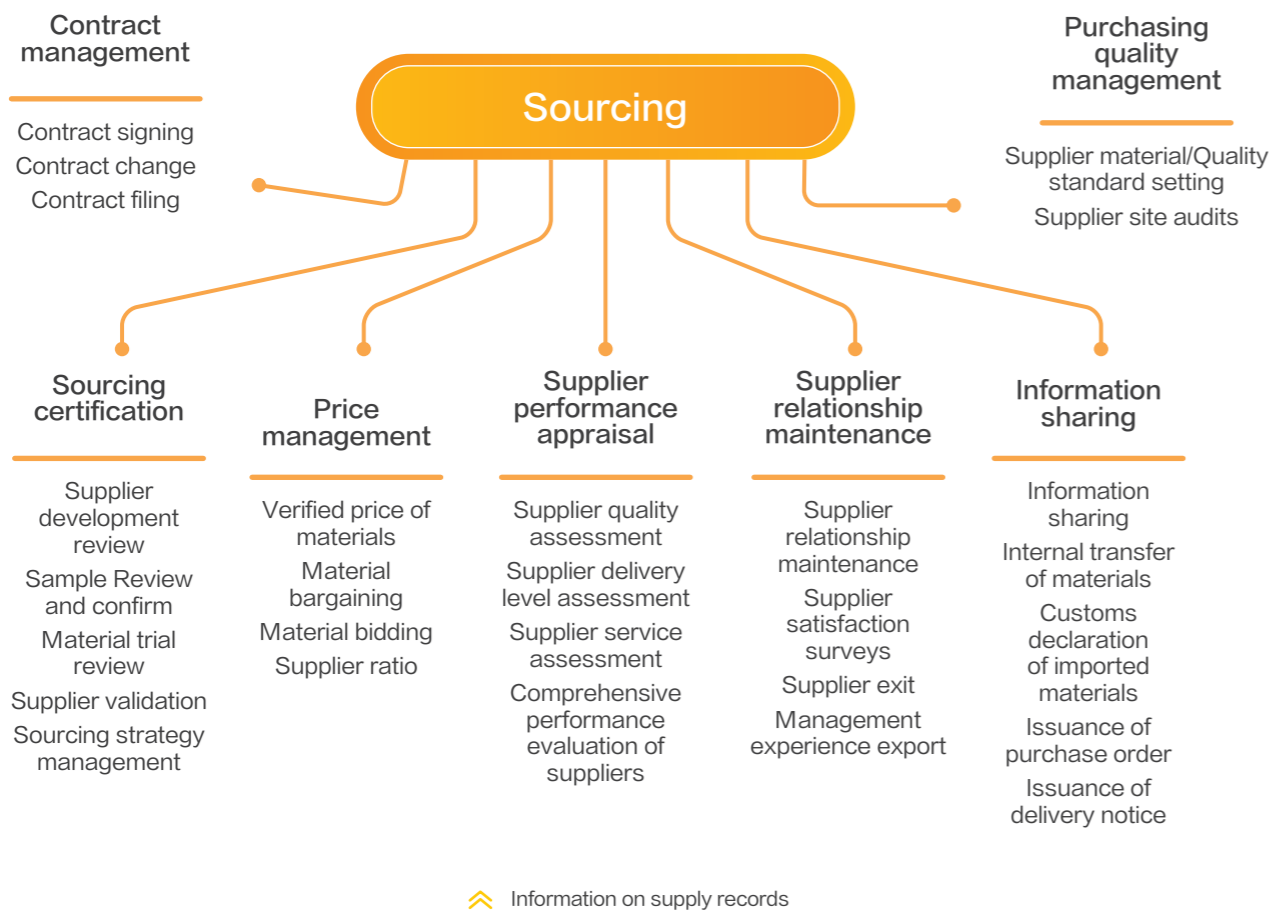 Contract
management
Contract signing
Contract change
Contract filing
Sourcing
Purchasing
quality
management
Supplier material/Quality
standard setting
Supplier site audits
Sourcing
certification
Supplier
development
review
Sample Review
and confirm
Material trial
review
Supplier validation
Sourcing strategy
management
Price
management
Verified price of
materials
Material
bargaining
Material bidding
Supplier ratio
Supplier
performance
appraisal
Supplier quality
assessment
Supplier delivery
level assessment
Supplier service
assessment
Comprehensive
performance
evaluation of
suppliers
Supplier
relationship
maintenance
Supplier
relationship
maintenance
Supplier
satisfaction
surveys
Supplier exit
Management
experience export
Information
sharing
Information
sharing
Internal transfer
of materials
Customs
declaration
of imported
materials
Issuance of
purchase order
Issuance of
delivery notice
Information on supply records